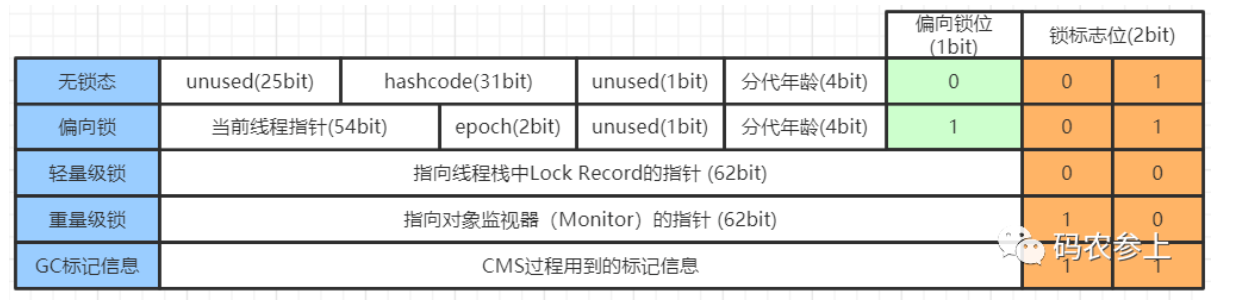 偏向锁位
(1bit)
锁标志位(2bit)
无锁态 unused(25bit) hashcode(31bit) unused(1bit) 分代年龄(4bit) 0 0 1
偏向锁 当前线程指针(54bit) epoch(2bit) unused(1bit) 分代年龄(4bit) 1 0 1
轻量级锁 指向线程栈中Lock Record的指针 (62bit) 0 0
重量级锁 指向对象监视器（Monitor）的指针 (62bit) 1 0
码农参上
GC标记信息 CMS过程用到的标记信息 1 1